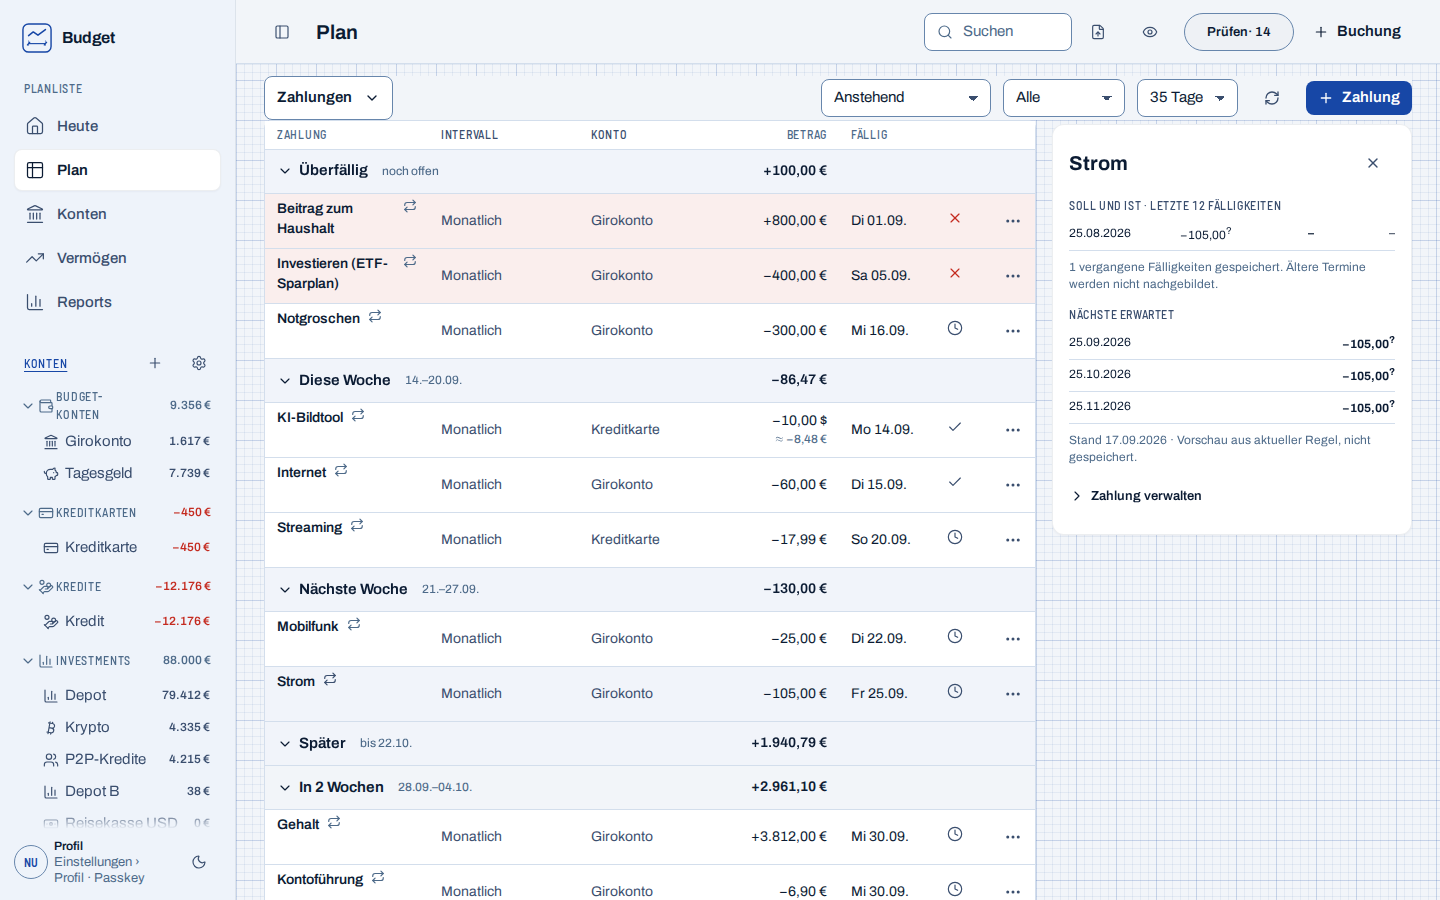 Budget
PLANLISTE
Heute
Plan
Konten
Vermögen
Reports
KONTEN
BUDGET-
KONTEN 9.356 €
Girokonto 1.617 €
Tagesgeld 7.739 €
KREDITKARTEN −450 €
Kreditkarte −450 €
KREDITE −12.176 €
Kredit −12.176 €
INVESTMENTS 88.000 €
Depot 79.412 €
Krypto 4.335 €
P2P-Kredite 4.215 €
Depot B 38 €
Reisekasse USD 0 €
NU
Profil
Einstellungen ›
Profil · Passkey
Plan
Suchen
Prüfen · 14
Buchung
Zahlungen
Anstehend
Alle
35 Tage
Zahlung
ZAHLUNG INTERVALL KONTO BETRAG FÄLLIG
Überfällig noch offen +100,00 €
Beitrag zum
Haushalt Monatlich Girokonto +800,00 € Di 01.09.
Investieren (ETF-
Sparplan) Monatlich Girokonto −400,00 € Sa 05.09.
Notgroschen Monatlich Girokonto −300,00 € Mi 16.09.
Diese Woche 14.–20.09. −86,47 €
KI-Bildtool Monatlich Kreditkarte −10,00 $ Mo 14.09.
≈ −8,48 €
Internet Monatlich Girokonto −60,00 € Di 15.09.
Streaming Monatlich Kreditkarte −17,99 € So 20.09.
Nächste Woche 21.–27.09. −130,00 €
Mobilfunk Monatlich Girokonto −25,00 € Di 22.09.
Strom Monatlich Girokonto −105,00 € Fr 25.09.
Später bis 22.10. +1.940,79 €
In 2 Wochen 28.09.–04.10. +2.961,10 €
Gehalt Monatlich Girokonto +3.812,00 € Mi 30.09.
Kontoführung Monatlich Girokonto −6,90 € Mi 30.09.
Strom
SOLL UND IST · LETZTE 12 FÄLLIGKEITEN
25.08.2026 −105,00? – –
1 vergangene Fälligkeiten gespeichert. Ältere Termine
werden nicht nachgebildet.
NÄCHSTE ERWARTET
25.09.2026 −105,00?
25.10.2026 −105,00?
25.11.2026 −105,00?
Stand 17.09.2026 · Vorschau aus aktueller Regel, nicht
gespeichert.
Zahlung verwalten